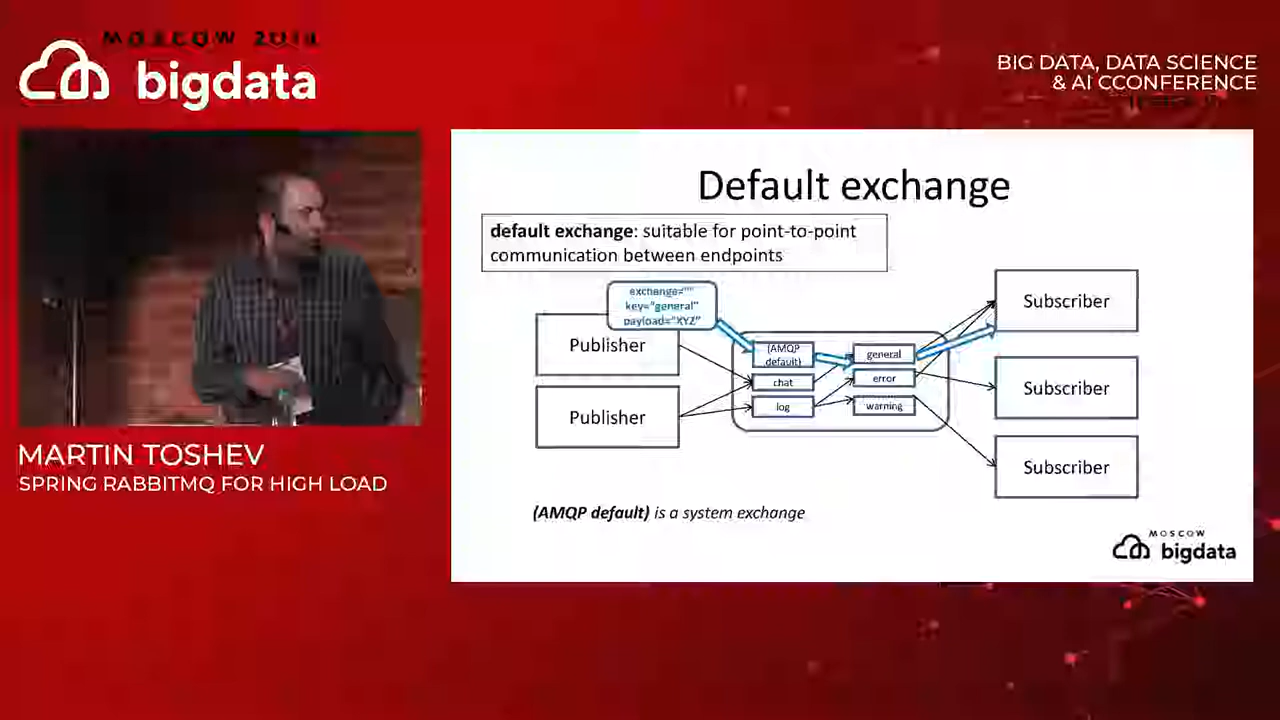 MOSCOW 2018
bigdata
BIG DATA, DATA SCIENCE
& AI CCONFERENCE
MARTIN TOSHEV
SPRING RABBITMQ FOR HIGH LOAD
Default exchange
default exchange: suitable for point-to-point
communication between endpoints
exchange=""
key="general"
payload="XYZ"
Publisher
Publisher
(AMQP
default)
chat
log
general
error
warning
Subscriber
Subscriber
Subscriber
(AMQP default) is a system exchange
MOSCOW
bigdata